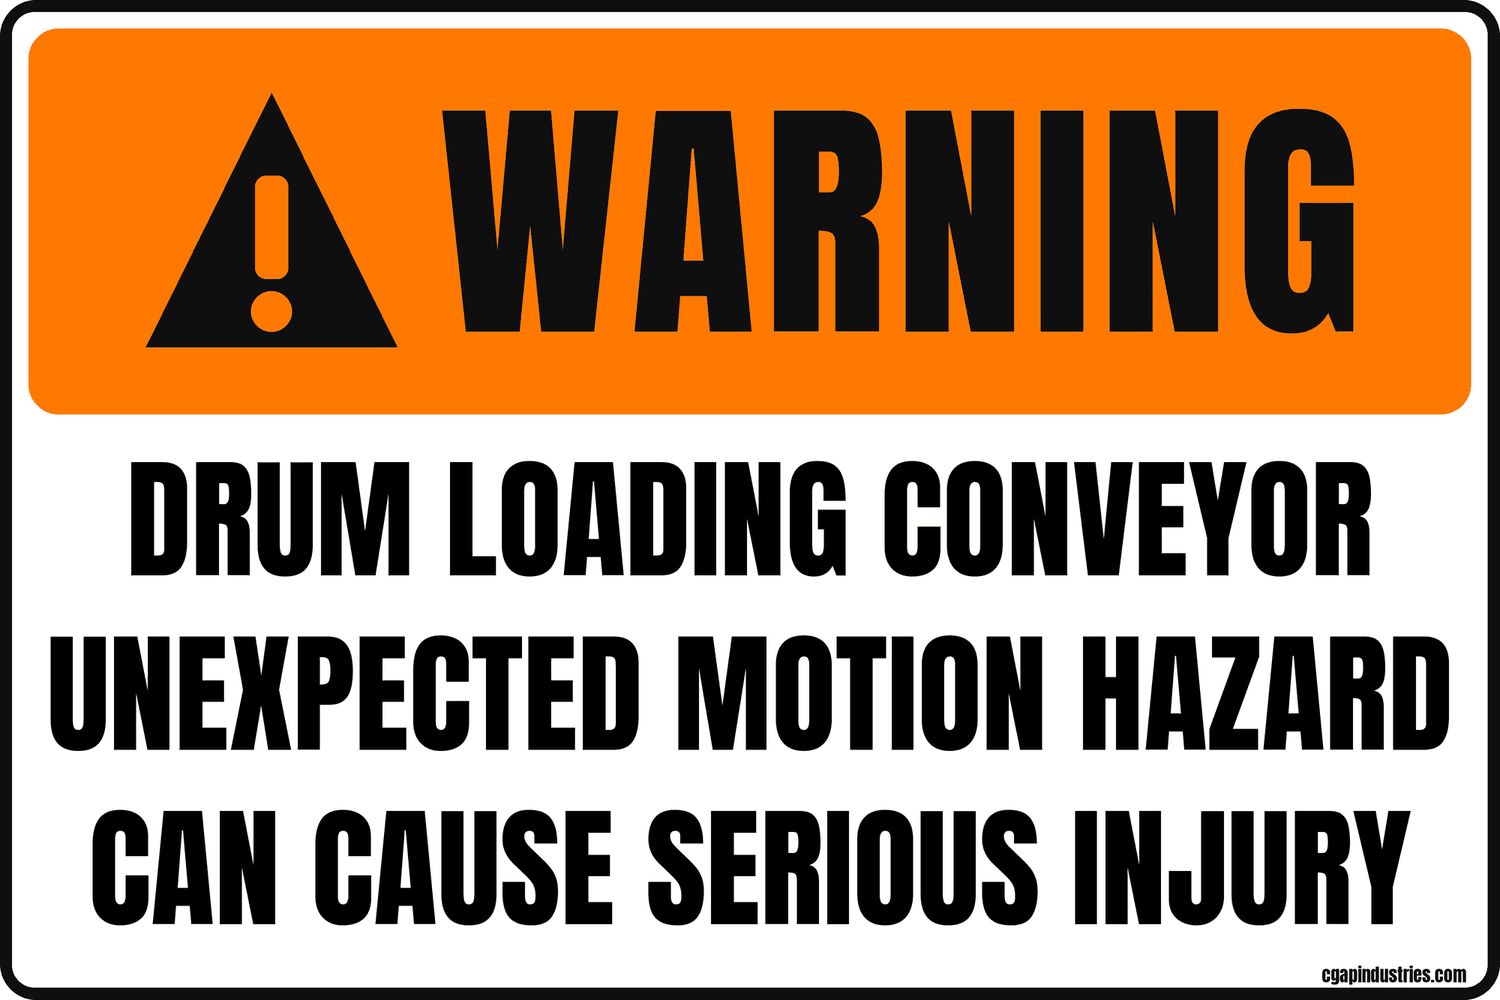 WARNING
DRUM LOADING CONVEYOR
UNEXPECTED MOTION HAZARD
CAN CAUSE SERIOUS INJURY
cgapindustries.com